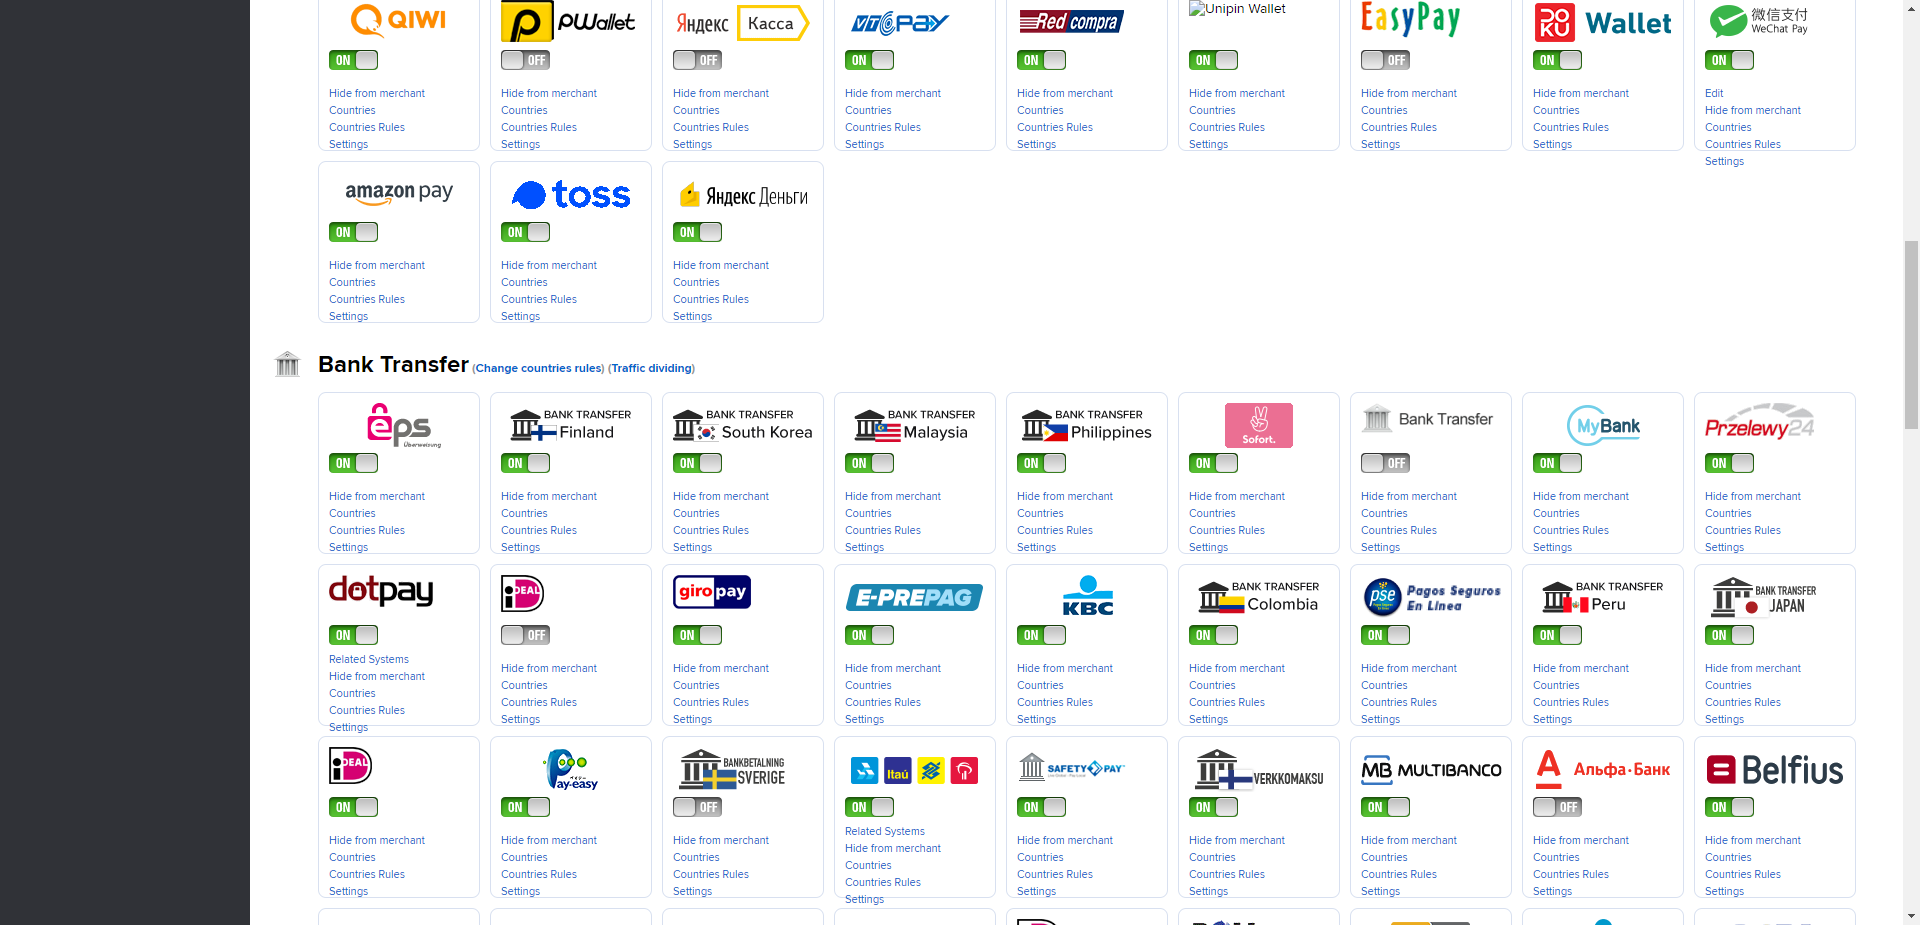 QIWI
PWallet
Яндекс Касса
VTC PAY
Red compra
Unipin Wallet
EasyPay
DOKU Wallet
微信支付
WeChat Pay
ON
OFF
OFF
ON
ON
ON
OFF
ON
ON
Hide from merchant
Countries
Countries Rules
Settings
Hide from merchant
Countries
Countries Rules
Settings
Hide from merchant
Countries
Countries Rules
Settings
Hide from merchant
Countries
Countries Rules
Settings
Hide from merchant
Countries
Countries Rules
Settings
Hide from merchant
Countries
Countries Rules
Settings
Hide from merchant
Countries
Countries Rules
Settings
Hide from merchant
Countries
Countries Rules
Settings
Edit
Hide from merchant
Countries
Countries Rules
Settings
amazon pay
toss
Яндекс Деньги
ON
ON
ON
Hide from merchant
Countries
Countries Rules
Settings
Hide from merchant
Countries
Countries Rules
Settings
Hide from merchant
Countries
Countries Rules
Settings
Bank Transfer (Change countries rules) (Traffic dividing)
eps
Überweisung
BANK TRANSFER
Finland
BANK TRANSFER
South Korea
BANK TRANSFER
Malaysia
BANK TRANSFER
Philippines
Sofort.
Bank Transfer
MyBank
Przelewy24
ON
ON
ON
ON
ON
ON
OFF
ON
ON
Hide from merchant
Countries
Countries Rules
Settings
Hide from merchant
Countries
Countries Rules
Settings
Hide from merchant
Countries
Countries Rules
Settings
Hide from merchant
Countries
Countries Rules
Settings
Hide from merchant
Countries
Countries Rules
Settings
Hide from merchant
Countries
Countries Rules
Settings
Hide from merchant
Countries
Countries Rules
Settings
Hide from merchant
Countries
Countries Rules
Settings
Hide from merchant
Countries
Countries Rules
Settings
dotpay
iDEAL
giropay
E-PREPAG
KBC
BANK TRANSFER
Colombia
pse
Pagos Seguros
En Línea
BANK TRANSFER
Peru
BANK TRANSFER
JAPAN
ON
OFF
ON
ON
ON
ON
ON
ON
ON
Related Systems
Hide from merchant
Countries
Countries Rules
Settings
Hide from merchant
Countries
Countries Rules
Settings
Hide from merchant
Countries
Countries Rules
Settings
Hide from merchant
Countries
Countries Rules
Settings
Hide from merchant
Countries
Countries Rules
Settings
Hide from merchant
Countries
Countries Rules
Settings
Hide from merchant
Countries
Countries Rules
Settings
Hide from merchant
Countries
Countries Rules
Settings
Hide from merchant
Countries
Countries Rules
Settings
iDEAL
ペイジー
Pay-easy
BANKBETALNING
SVERIGE
Itaú
SAFETYPAY
VERKKOMAKSU
MB MULTIBANCO
Альфа·Банк
Belfius
ON
ON
OFF
ON
ON
ON
ON
OFF
ON
Hide from merchant
Countries
Countries Rules
Settings
Hide from merchant
Countries
Countries Rules
Settings
Hide from merchant
Countries
Countries Rules
Settings
Related Systems
Hide from merchant
Countries
Countries Rules
Settings
Hide from merchant
Countries
Countries Rules
Settings
Hide from merchant
Countries
Countries Rules
Settings
Hide from merchant
Countries
Countries Rules
Settings
Hide from merchant
Countries
Countries Rules
Settings
Hide from merchant
Countries
Countries Rules
Settings